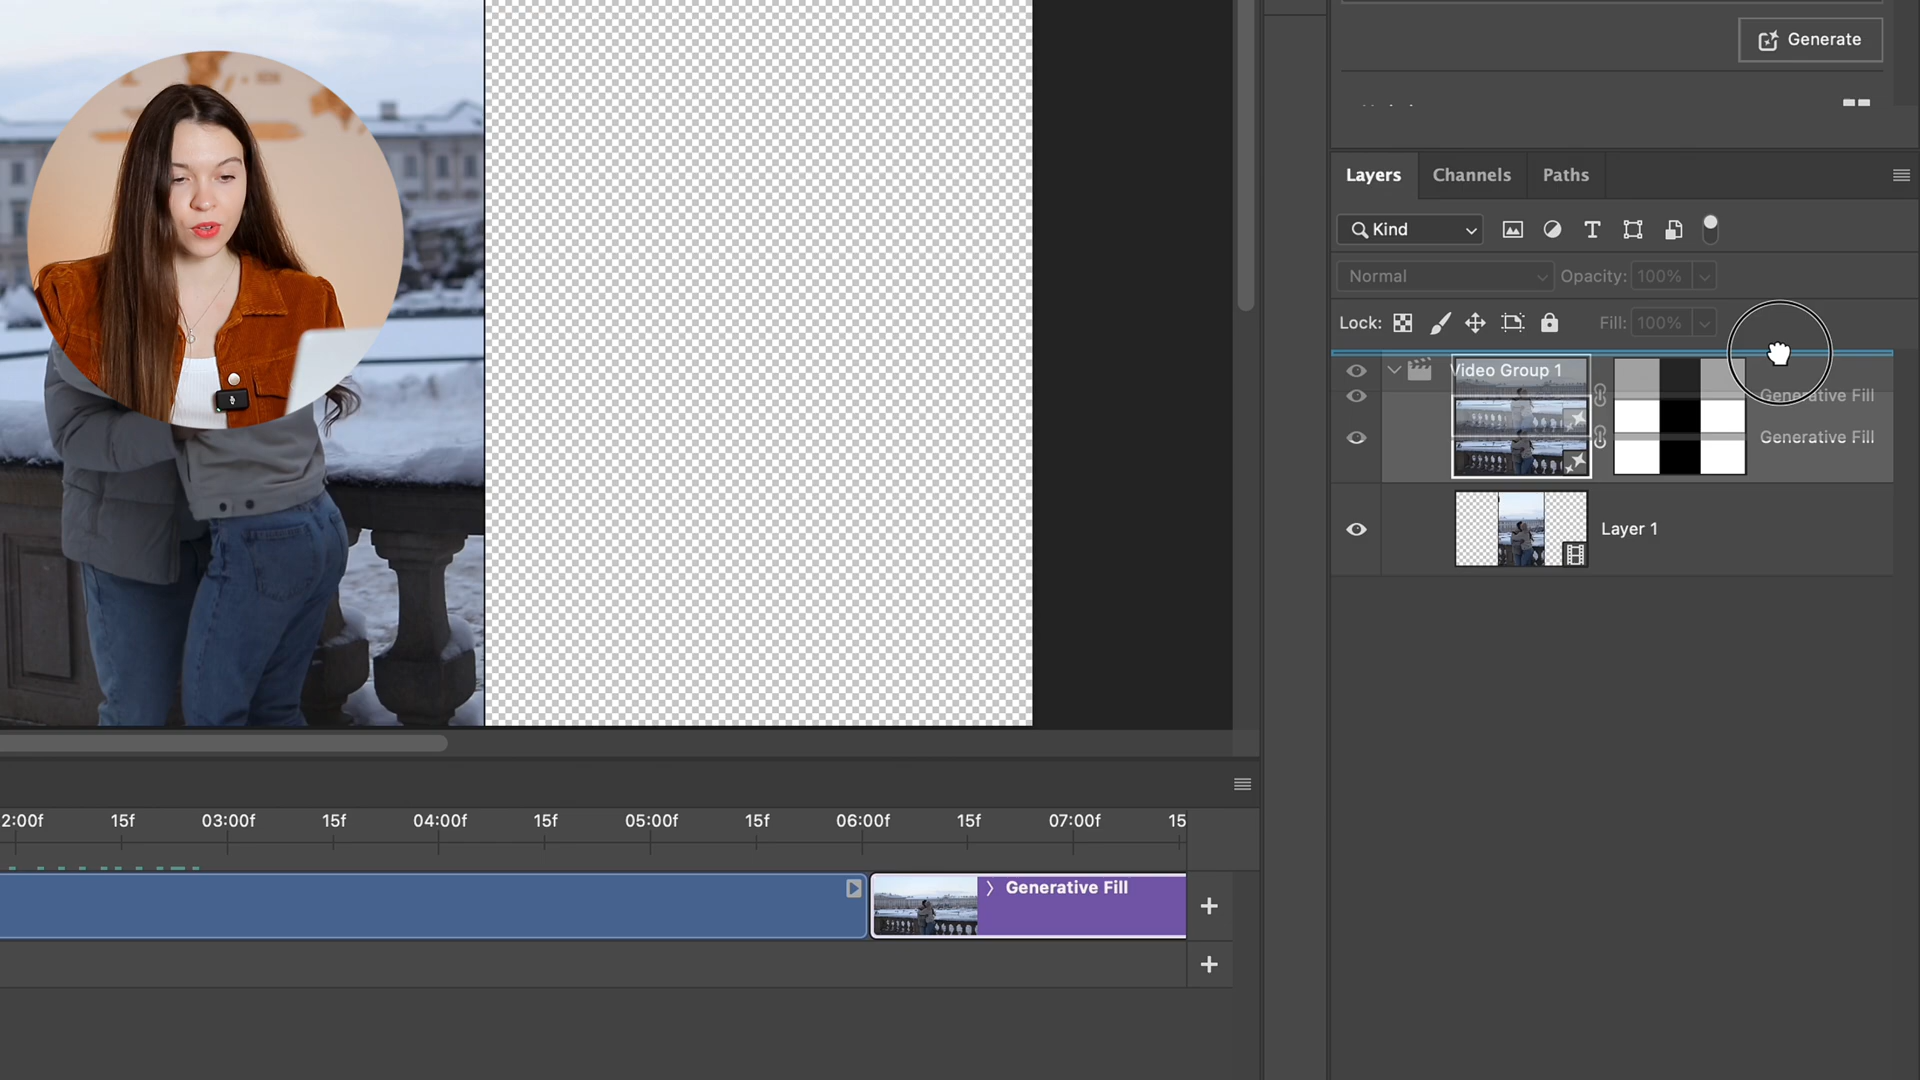 Generate
Layers
Channels
Paths
Kind
Normal
Opacity:
100%
Lock:
Fill:
100%
Video Group 1
Generative Fill
Generative Fill
Layer 1
2:00f
15f
03:00f
15f
04:00f
15f
05:00f
15f
06:00f
15f
07:00f
15
Generative Fill